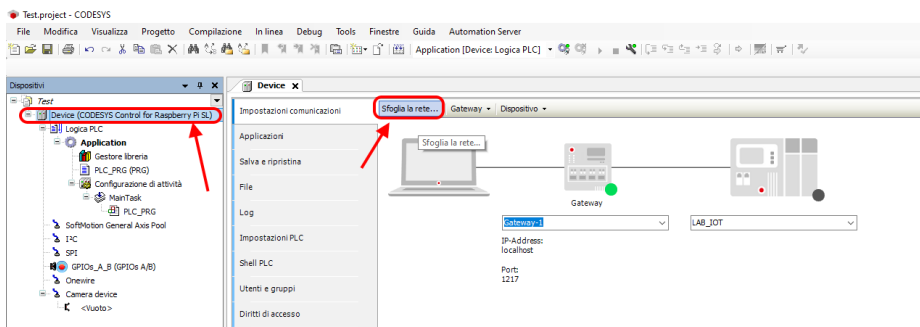 Test.project - CODESYS
File Modifica Visualizza Progetto Compilazione In linea Debug Tools Finestre Guida Automation Server
Application [Device: Logica PLC]
Dispositivi
Test
Device (CODESYS Control for Raspberry Pi SL)
Logica PLC
Application
Gestore libreria
PLC_PRG (PRG)
Configurazione di attività
MainTask
PLC_PRG
SoftMotion General Axis Pool
I²C
SPI
GPIOs_A_B (GPIOs A/B)
Onewire
Camera device
<Vuoto>
Device
Impostazioni comunicazioni
Applicazioni
Salva e ripristina
File
Log
Impostazioni PLC
Shell PLC
Utenti e gruppi
Diritti di accesso
Sfoglia la rete... Gateway Dispositivo
Sfoglia la rete...
Gateway
Gateway-1
IP-Address:
localhost
Port:
1217
LAB_IOT